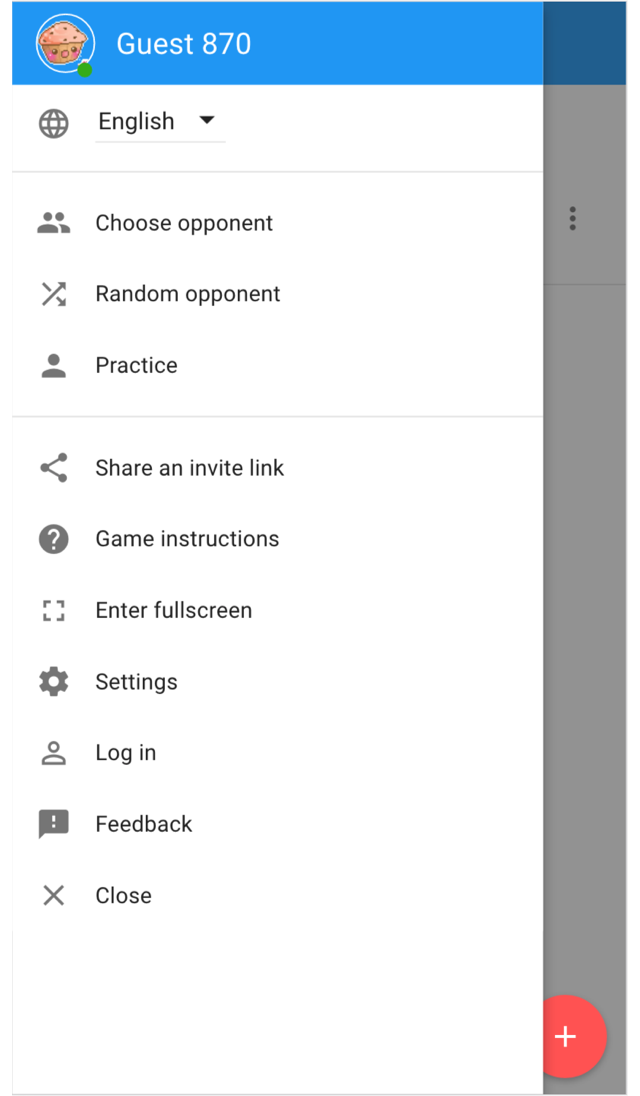 Guest 870
English
Choose opponent
Random opponent
Practice
Share an invite link
Game instructions
Enter fullscreen
Settings
Log in
Feedback
Close